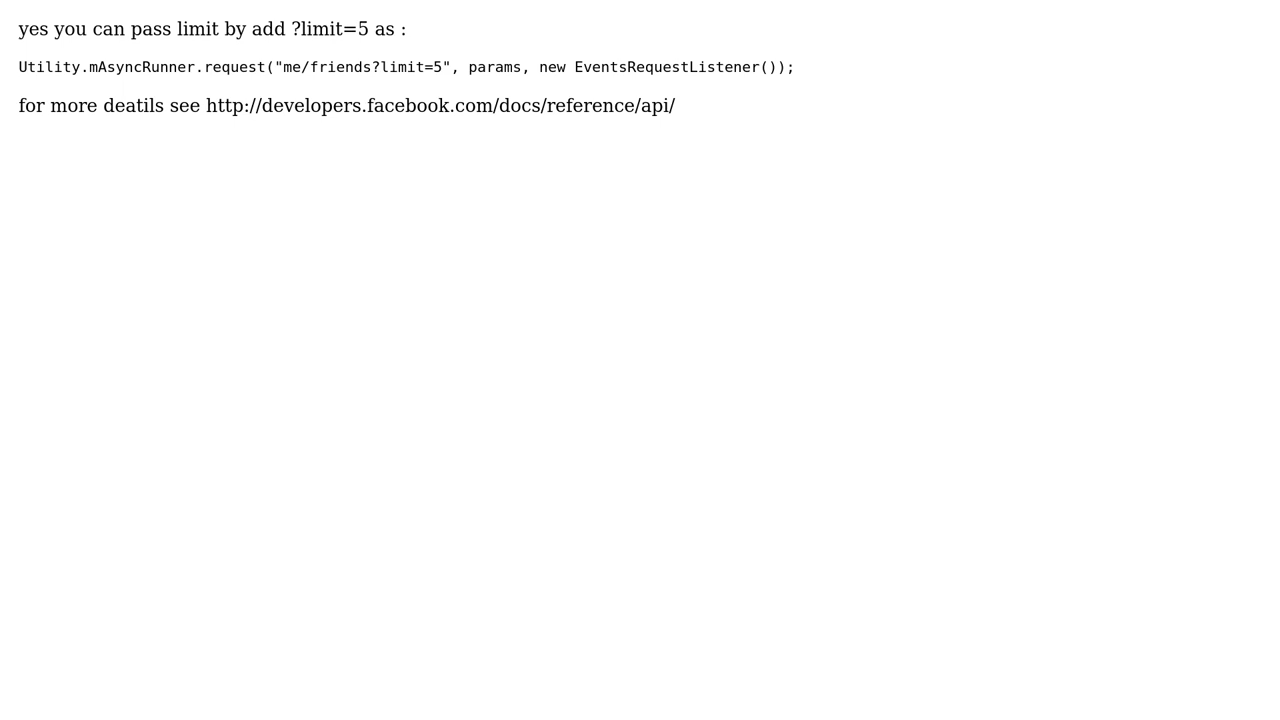 yes you can pass limit by add ?limit=5 as :
Utility.mAsyncRunner.request("me/friends?limit=5", params, new EventsRequestListener());
for more deatils see http://developers.facebook.com/docs/reference/api/